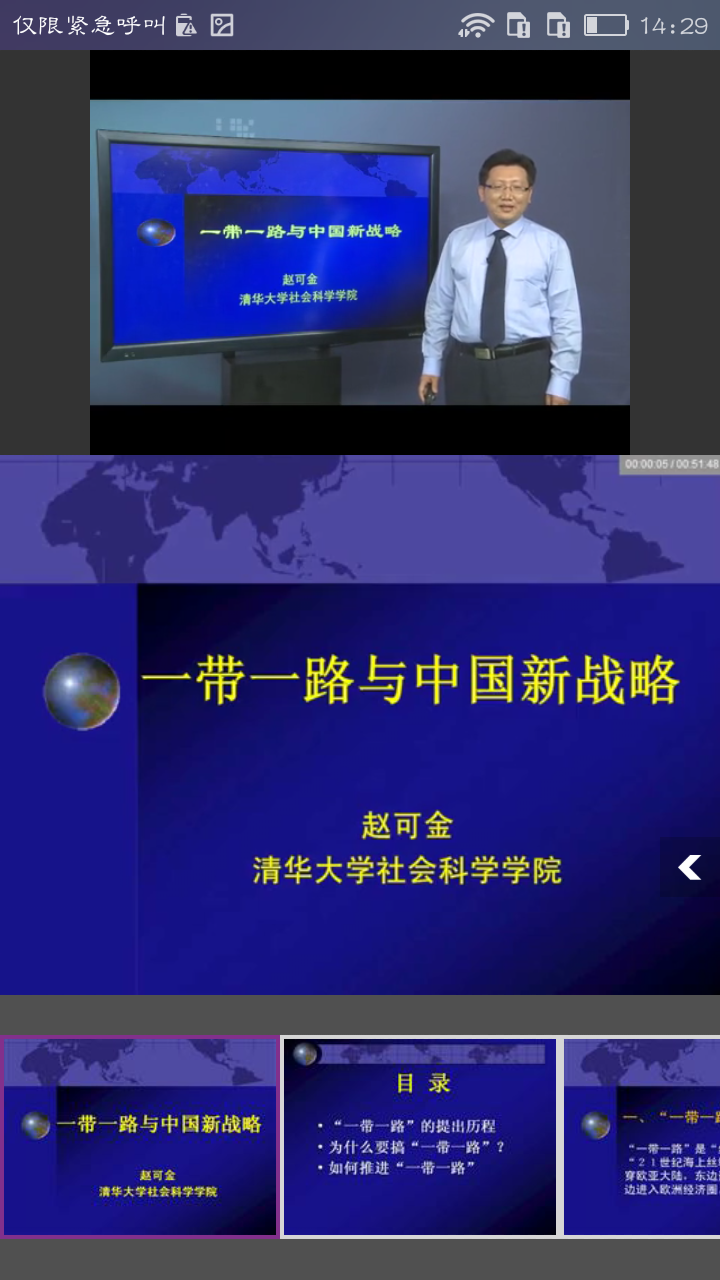 仅限紧急呼叫
14:29
一带一路与中国新战略
赵可金
清华大学社会科学学院
00:00:05 / 00:51:48
一带一路与中国新战略
赵可金
清华大学社会科学学院
一带一路与中国新战略
赵可金
清华大学社会科学学院
目 录
• “一带一路”的提出历程
• 为什么要搞“一带一路”？
• 如何推进“一带一路”
一、“一带一路
“一带一路”是“
“２１世纪海上丝
穿欧亚大陆，东边
边进入欧洲经济圈